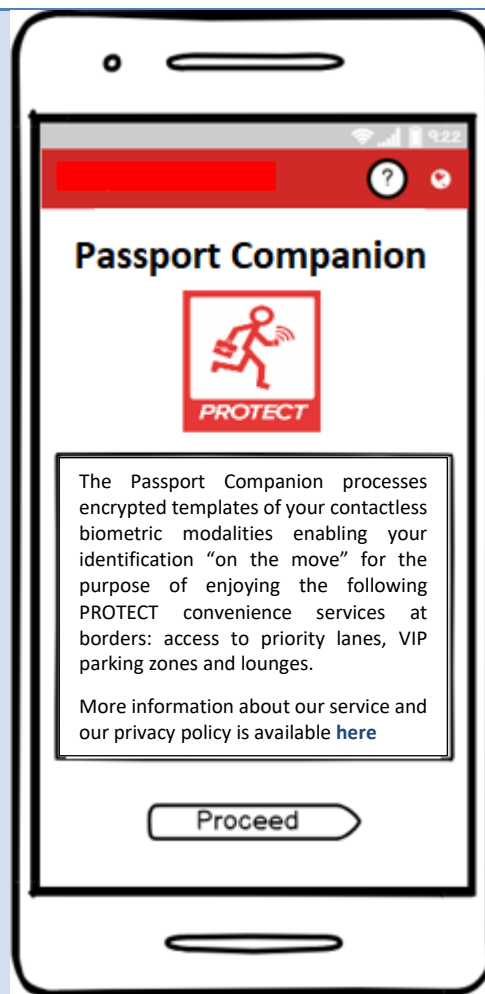 9:22
?
Passport Companion
PROTECT
The Passport Companion processes
encrypted templates of your contactless
biometric modalities enabling your
identification “on the move” for the
purpose of enjoying the following
PROTECT convenience services at
borders: access to priority lanes, VIP
parking zones and lounges.
More information about our service and
our privacy policy is available here
Proceed